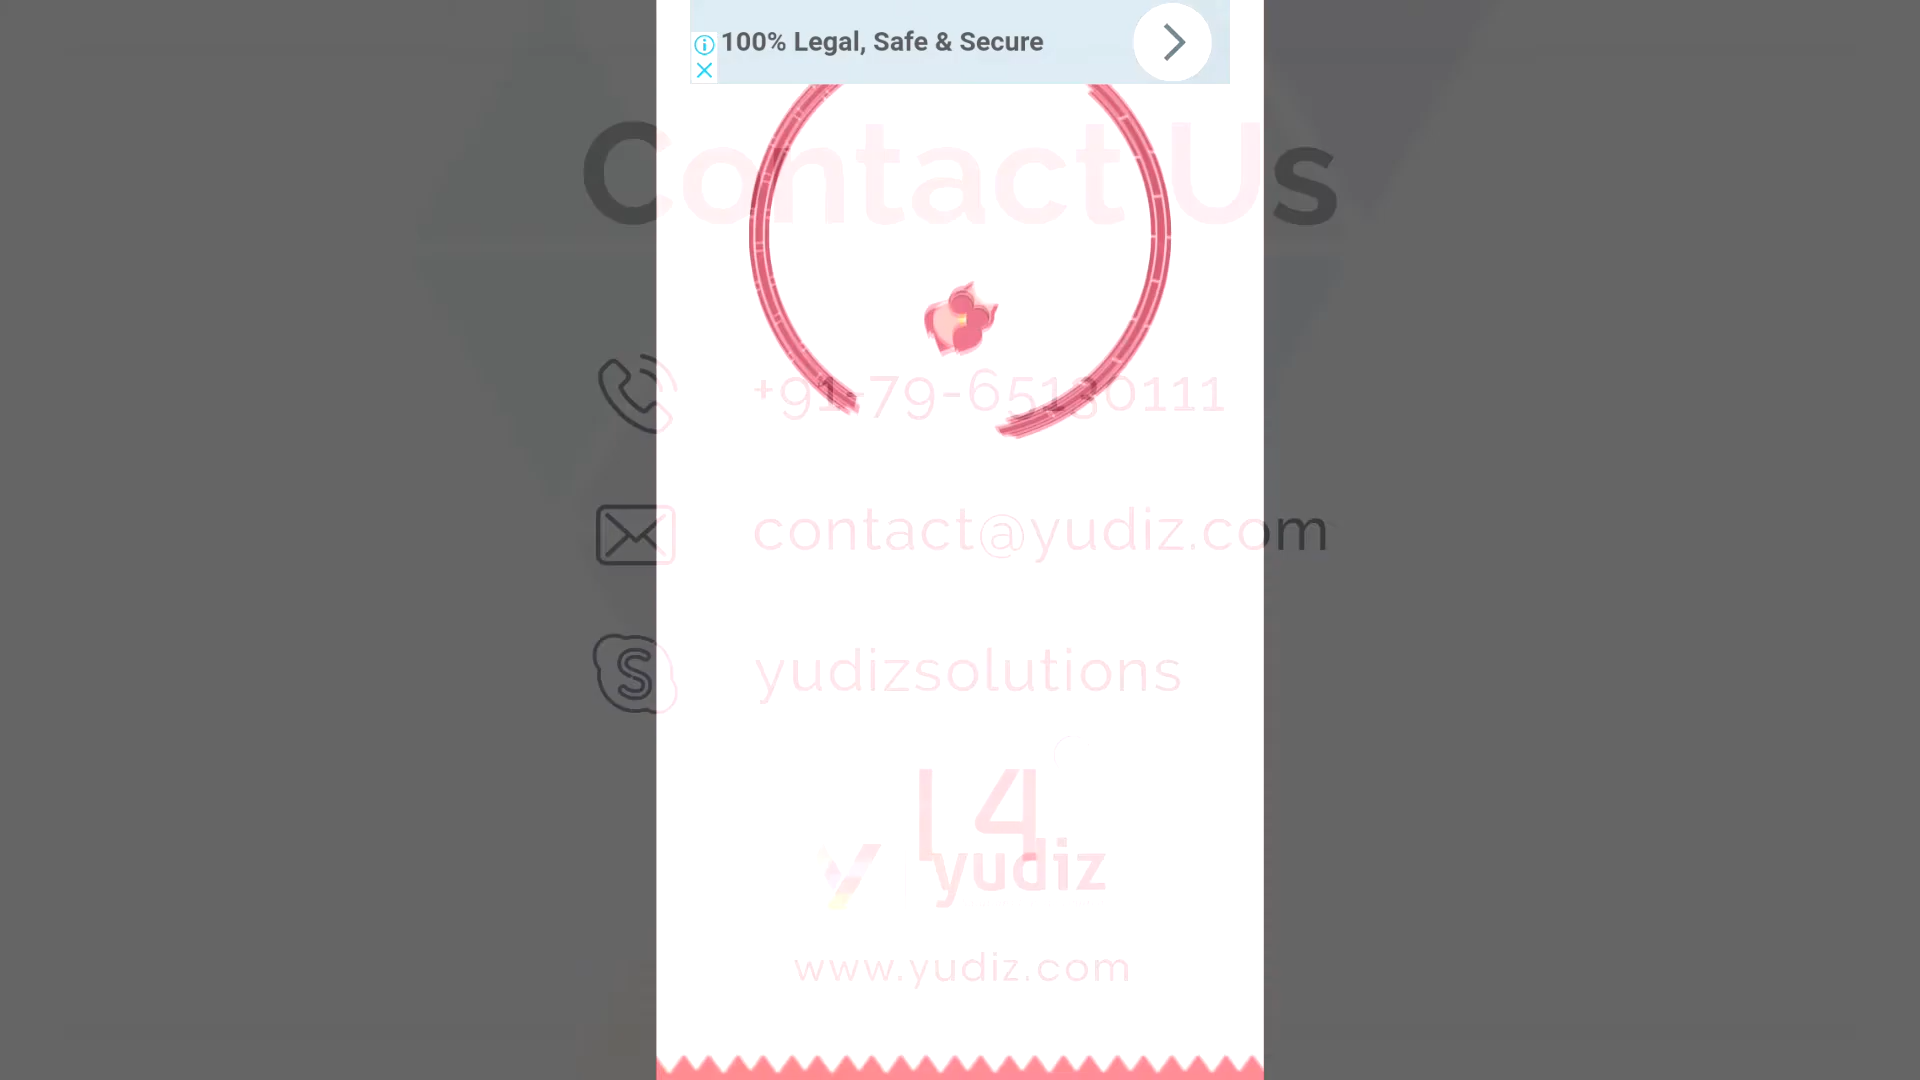 100% Legal, Safe & Secure
Contact Us
+91-79-65130111
contact@yudiz.com
yudizsolutions
14
yudiz
www.yudiz.com